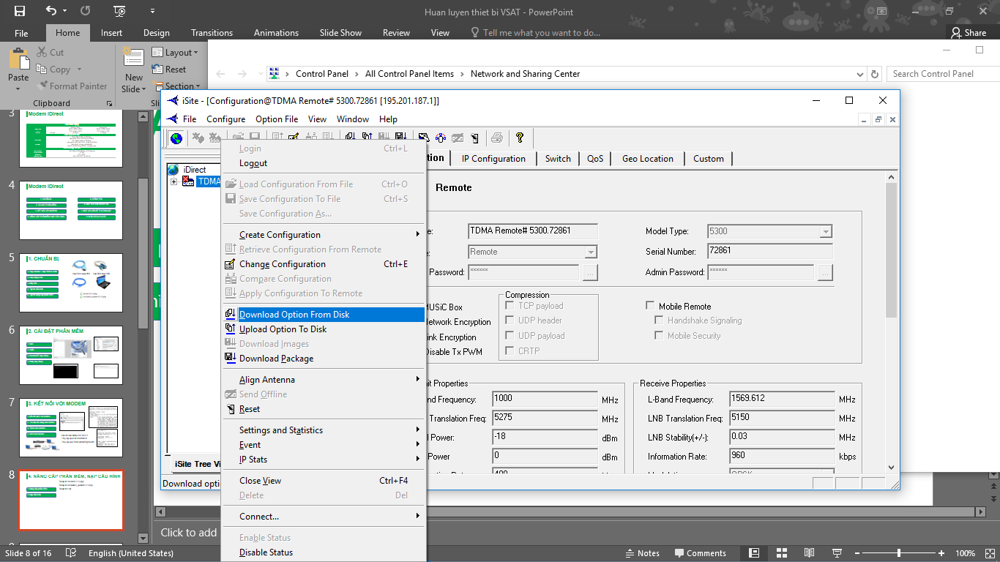 Huan luyen thiet bi VSAT - PowerPoint
File Home Insert Design Transitions Animations Slide Show Review View Tell me what you want to do... Share
Cut
Copy
Format Painter
Paste
Clipboard
New
Slide
Layout
Reset
Section
Control Panel All Control Panel Items Network and Sharing Center
Search Control
iSite - [Configuration@TDMA Remote# 5300.72861 [195.201.187.1]]
File Configure Option File View Window Help
IP Configuration Switch QoS Geo Location Custom
iDirect
TDMA
Login Ctrl+L
Logout
Load Configuration From File Ctrl+O
Save Configuration To File Ctrl+S
Save Configuration As...
Create Configuration
Retrieve Configuration From Remote
Change Configuration Ctrl+E
Compare Configuration
Apply Configuration To Remote
Download Option From Disk
Upload Option To Disk
Download Images
Download Package
Align Antenna
Send Offline
Reset
Settings and Statistics
Event
IP Stats
Close View Ctrl+F4
Delete Del
Connect...
Enable Status
Disable Status
Remote
TDMA Remote# 5300.72861
Model Type: 5300
Remote
Serial Number: 72861
Password: ******
Admin Password: ******
Compression
TCP payload
UDP header
UDP payload
CRTP
MUSiC Box
Network Encryption
Link Encryption
Disable Tx PWM
Mobile Remote
Handshake Signaling
Mobile Security
Properties
Frequency: 1000 MHz
Translation Freq: 5275 MHz
Power: -18 dBm
Power 0 dBm
Receive Properties
L-Band Frequency: 1569.612 MHz
LNB Translation Freq: 5150 MHz
LNB Stability(+/-): 0.03 MHz
Information Rate: 960 kbps
iSite Tree Vi
Download optio
3
Modem IDirect
4
Modem IDirect
5
1. CHUẨN BỊ
6
2. CÀI ĐẶT PHẦN MỀM
7
3. KẾT NỐI VỚI MODEM
8
4. NÂNG CẤP PHẦN MỀM, NẠP CẤU HÌNH
Click to add
Slide 8 of 16 English (United States) Notes Comments 100%